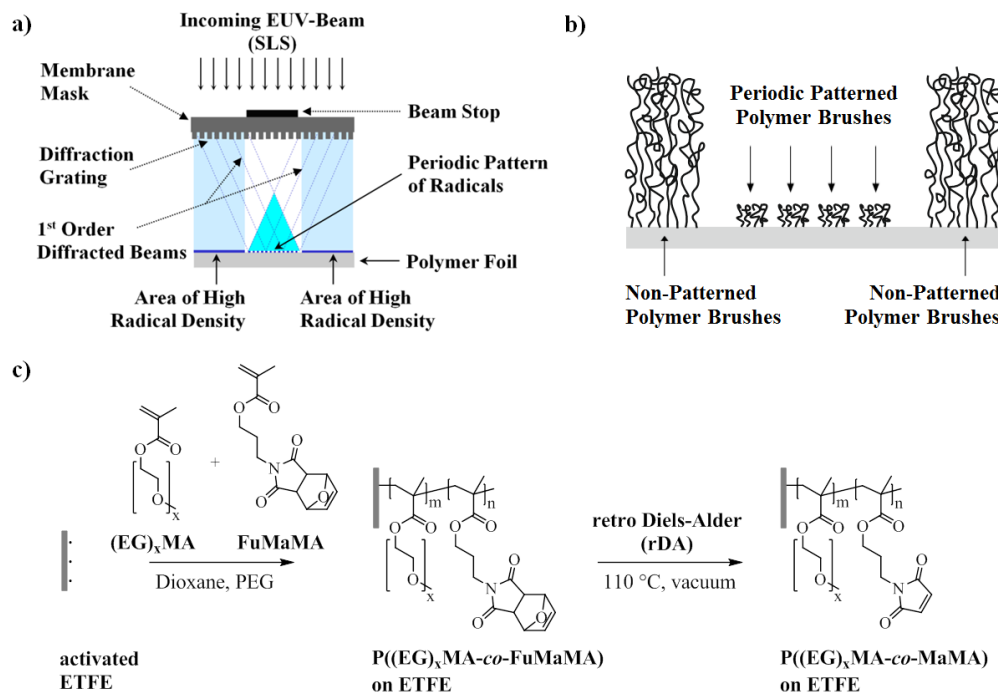 a)
Incoming EUV-Beam
(SLS)
Membrane
Mask
Beam Stop
Diffraction
Grating
Periodic Pattern
of Radicals
1st Order
Diffracted Beams
Polymer Foil
Area of High
Radical Density
Area of High
Radical Density
b)
Periodic Patterned
Polymer Brushes
Non-Patterned
Polymer Brushes
Non-Patterned
Polymer Brushes
c)
O
O
O
x
+
O
O
N
O
O
O
(EG)xMA
FuMaMA
Dioxane, PEG
activated
ETFE
m
n
O
O
O
O
O
x
O
N
O
O
P((EG)xMA-co-FuMaMA)
on ETFE
retro Diels-Alder
(rDA)
110 °C, vacuum
m
n
O
O
O
O
O
x
O
N
O
P((EG)xMA-co-MaMA)
on ETFE